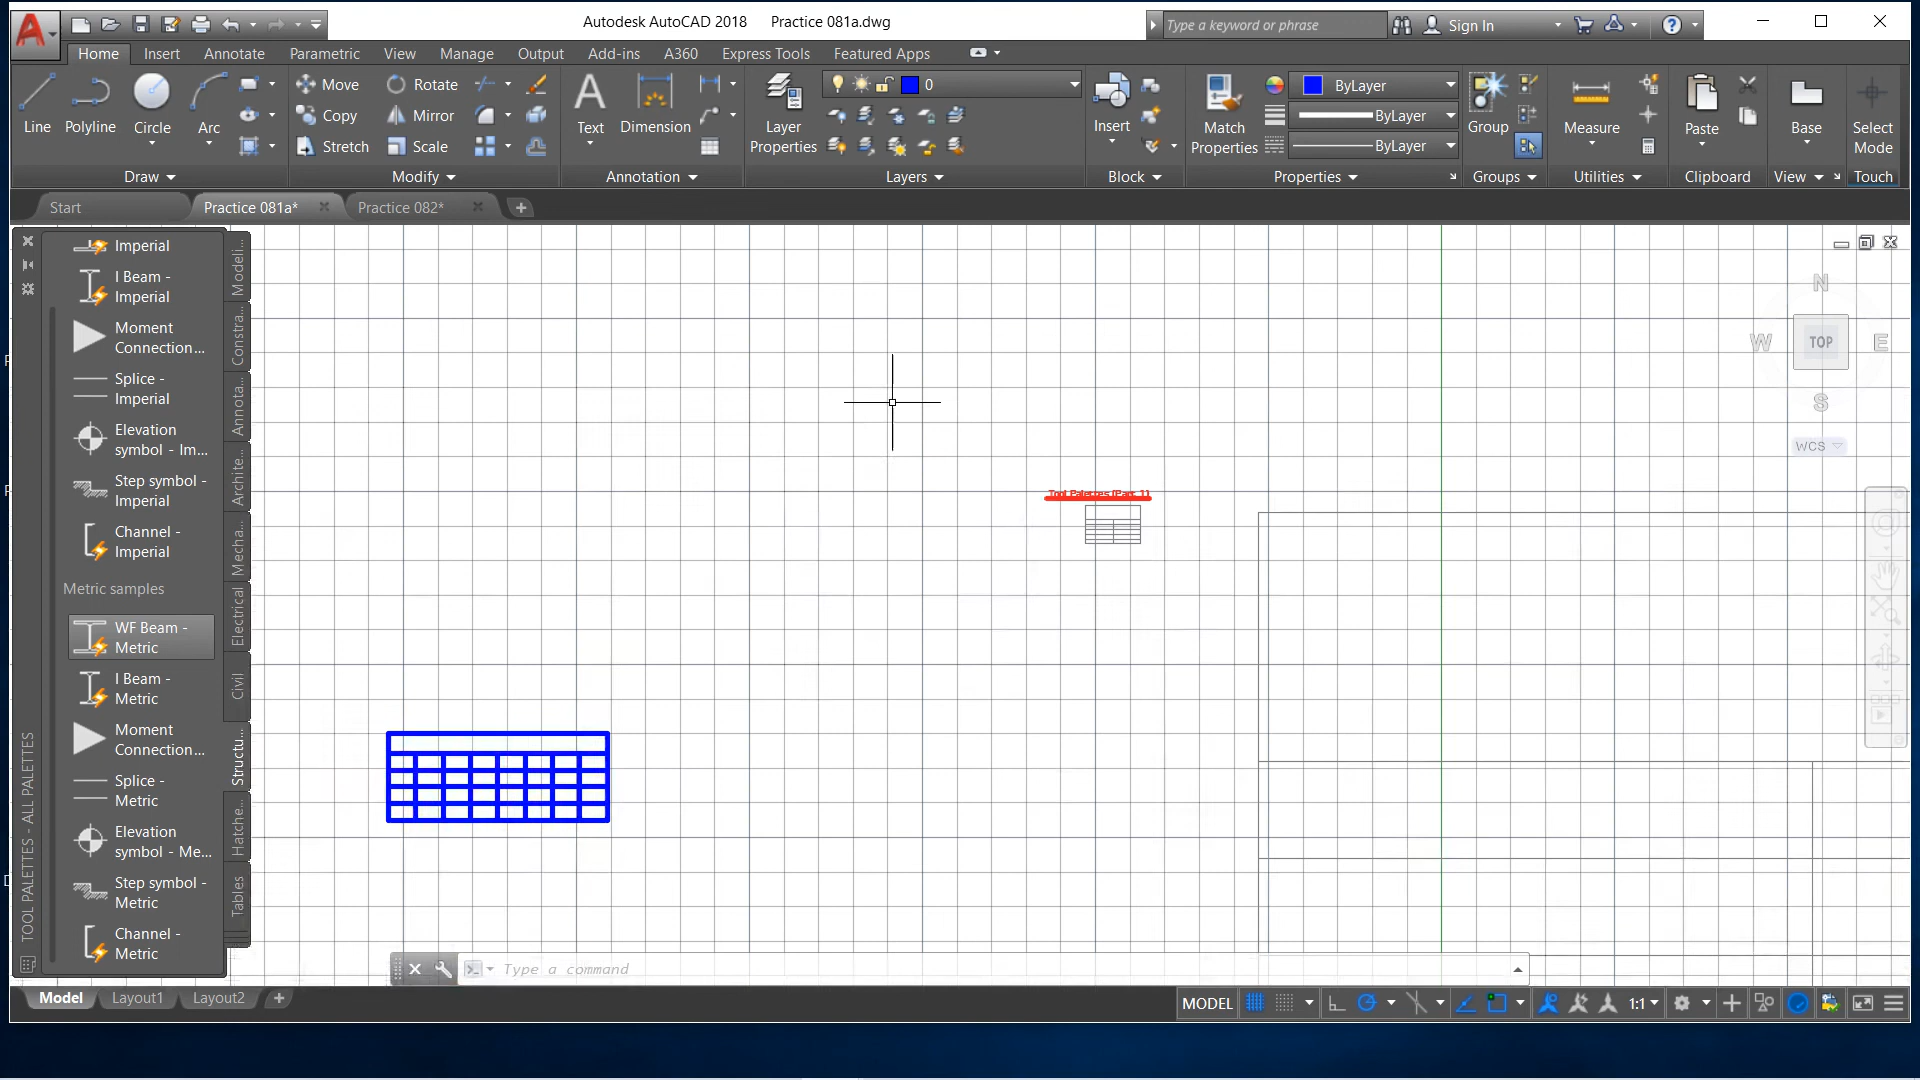 Autodesk AutoCAD 2018 Practice 081a.dwg
Type a keyword or phrase
Sign In
Home Insert Annotate Parametric View Manage Output Add-ins A360 Express Tools Featured Apps
Line Polyline Circle Arc
Move Rotate
Copy Mirror
Stretch Scale
Text Dimension
Layer
Properties
0
Insert
Match
Properties
ByLayer
ByLayer
ByLayer
Group
Measure
Paste
Base
Select
Mode
Draw Modify Annotation Layers Block Properties Groups Utilities Clipboard View Touch
Start Practice 081a* Practice 082*
Imperial
I Beam -
Imperial
Moment
Connection...
Splice -
Imperial
Elevation
symbol - Im...
Step symbol -
Imperial
Channel -
Imperial
Metric samples
WF Beam -
Metric
I Beam -
Metric
Moment
Connection...
Splice -
Metric
Elevation
symbol - Me...
Step symbol -
Metric
Channel -
Metric
TOOL PALETTES - ALL PALETTES
Modeli...
Constra...
Annota...
Archite...
Mecha...
Electrical
Civil
Structu...
Hatche...
Tables
Tool Palettes (Part 1)
N
W TOP E
S
WCS
Type a command
Model Layout1 Layout2
MODEL
1:1